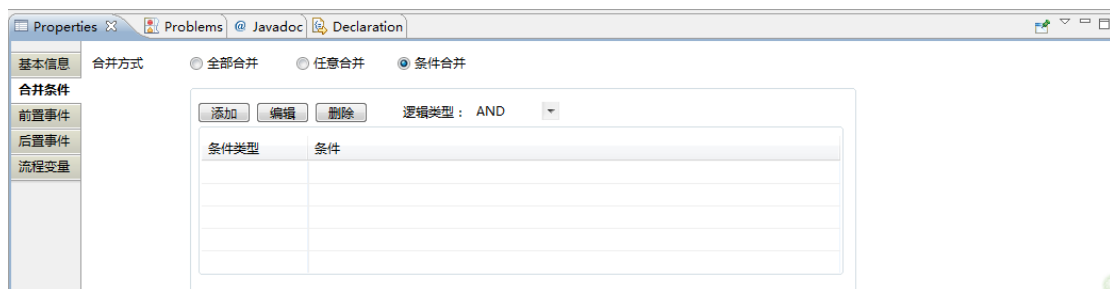 Properties Problems @ Javadoc Declaration
基本信息 合并方式 全部合并 任意合并 条件合并
合并条件
前置事件 添加 编辑 删除 逻辑类型： AND
后置事件 条件类型 条件
流程变量